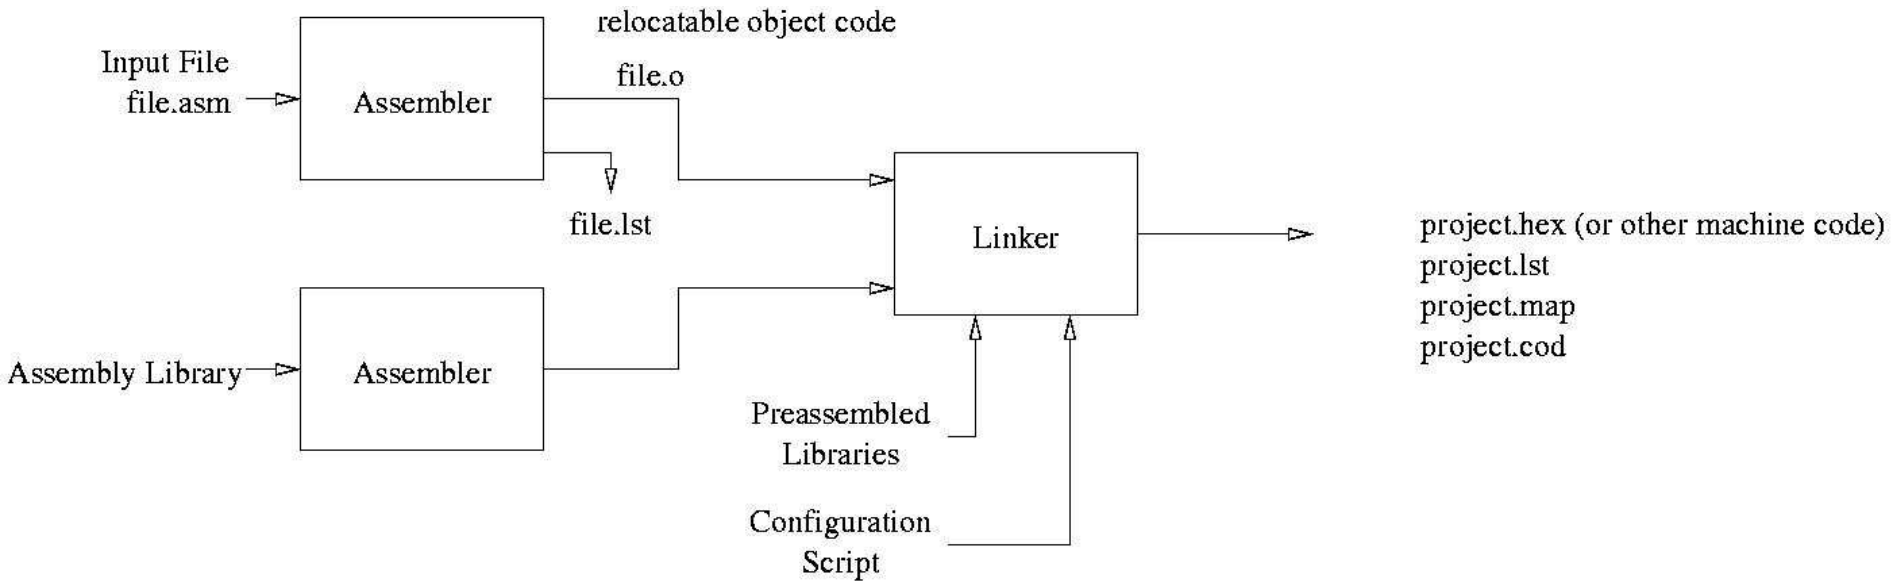 relocatable object code
Input File
file.asm
Assembler
file.o
file.lst
Linker
project.hex (or other machine code)
project.lst
project.map
project.cod
Assembly Library
Assembler
Preassembled
Libraries
Configuration
Script